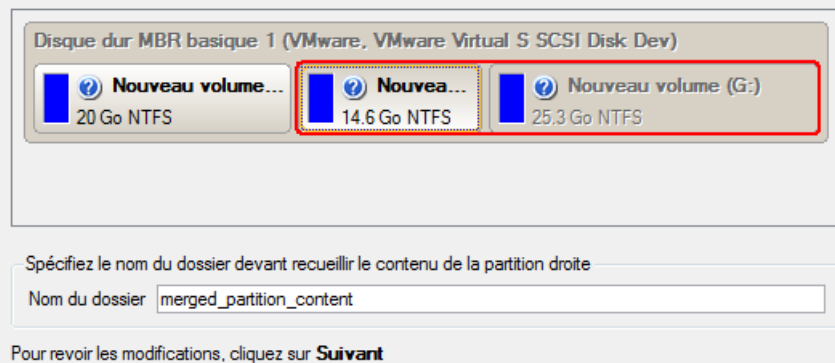 Disque dur MBR basique 1 (VMware, VMware Virtual S SCSI Disk Dev)
Nouveau volume... Nouvea... Nouveau volume (G:)
20 Go NTFS 14.6 Go NTFS 25.3 Go NTFS
Spécifiez le nom du dossier devant recueillir le contenu de la partition droite
Nom du dossier merged_partition_content
Pour revoir les modifications, cliquez sur Suivant